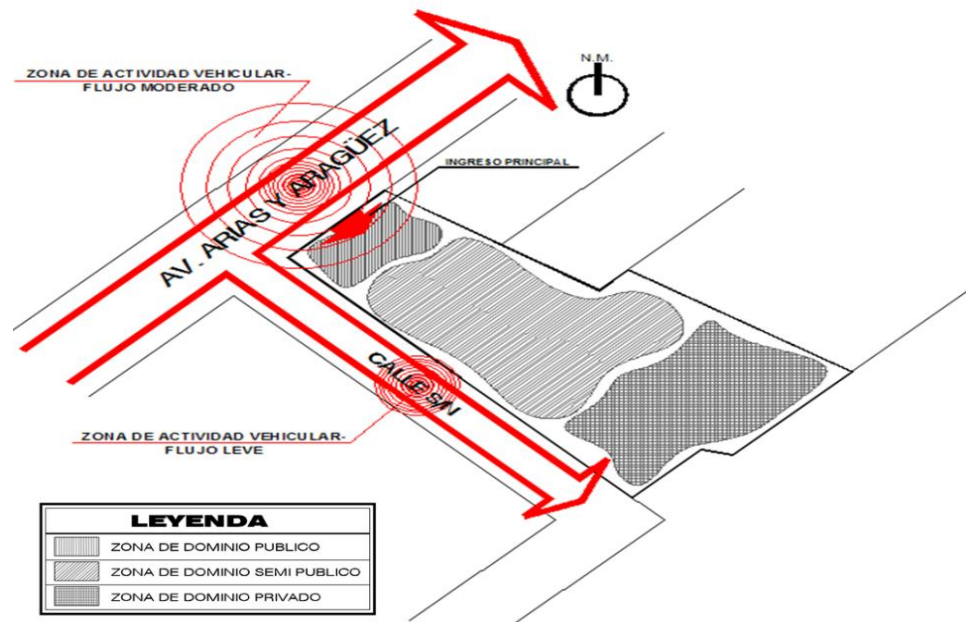 ZONA DE ACTIVIDAD VEHICULAR-
FLUJO MODERADO
N.M.
INGRESO PRINCIPAL
AV. ARIAS Y ARAGÜEZ
CALLE S/N
ZONA DE ACTIVIDAD VEHICULAR-
FLUJO LEVE
LEYENDA
ZONA DE DOMINIO PUBLICO
ZONA DE DOMINIO SEMI PUBLICO
ZONA DE DOMINIO PRIVADO